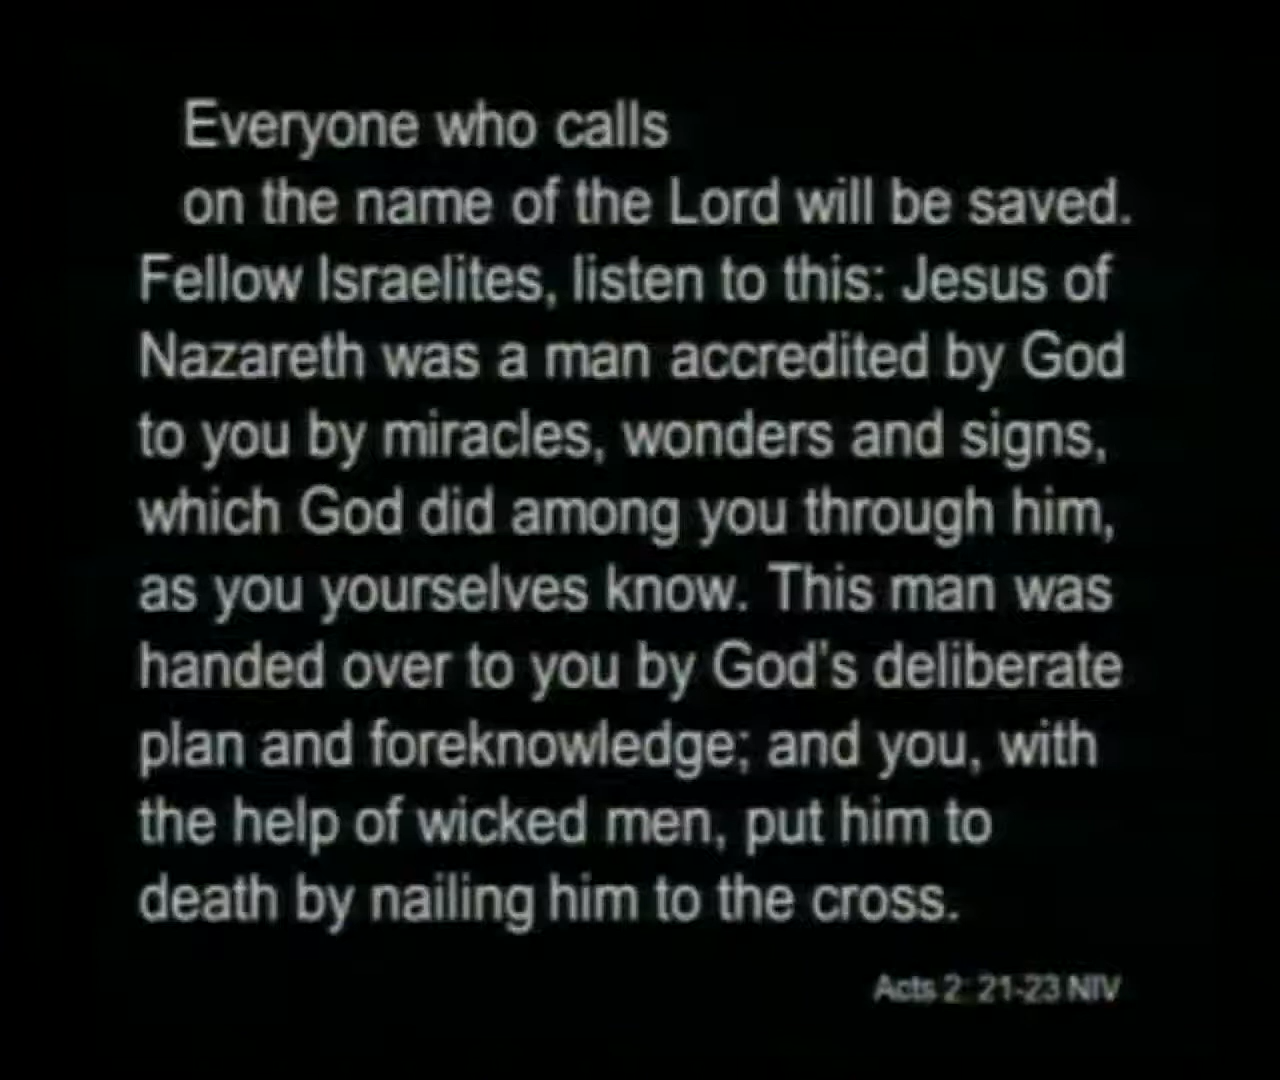 Everyone who calls
on the name of the Lord will be saved.
Fellow Israelites, listen to this: Jesus of
Nazareth was a man accredited by God
to you by miracles, wonders and signs,
which God did among you through him,
as you yourselves know. This man was
handed over to you by God's deliberate
plan and foreknowledge; and you, with
the help of wicked men, put him to
death by nailing him to the cross.
Acts 2: 21-23 NIV